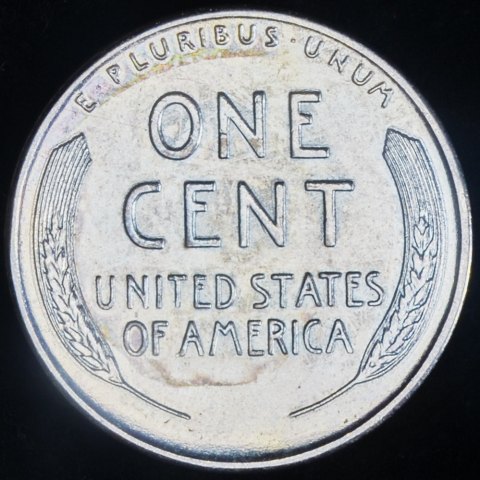 E · PLURIBUS · UNUM
ONE
CENT
UNITED STATES
OF AMERICA